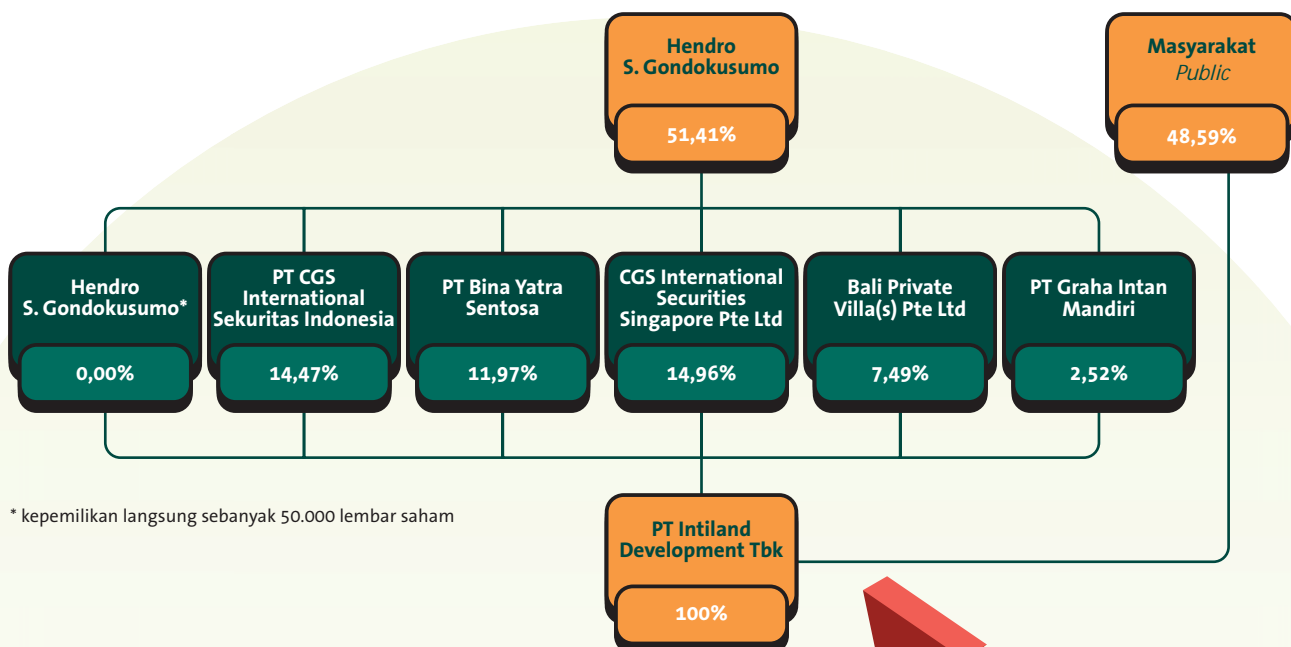 Hendro
S. Gondokusumo
51,41%
Masyarakat
Public
48,59%
Hendro
S. Gondokusumo*
0,00%
PT CGS
International
Sekuritas Indonesia
14,47%
PT Bina Yatra
Sentosa
11,97%
CGS International
Securities
Singapore Pte Ltd
14,96%
Bali Private
Villa(s) Pte Ltd
7,49%
PT Graha Intan
Mandiri
2,52%
* kepemilikan langsung sebanyak 50.000 lembar saham
PT Intiland
Development Tbk
100%